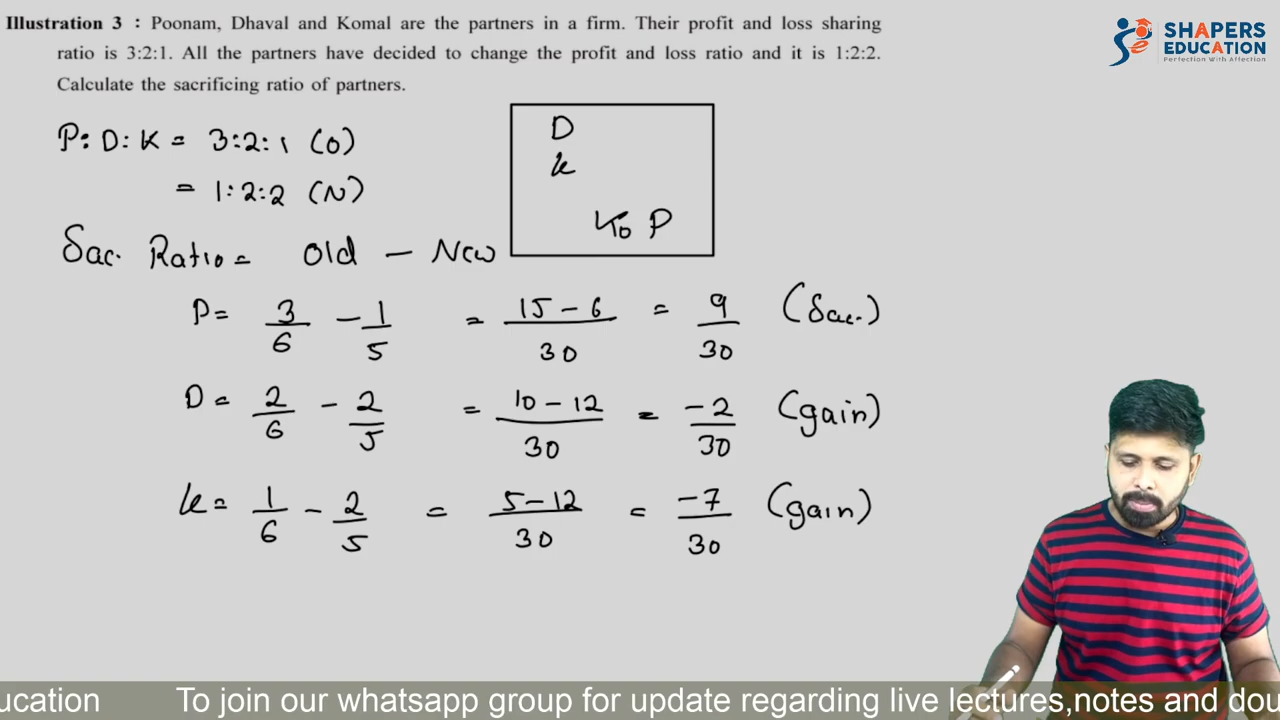 Illustration 3 : Poonam, Dhaval and Komal are the partners in a firm. Their profit and loss sharing
ratio is 3:2:1. All the partners have decided to change the profit and loss ratio and it is 1:2:2.
Calculate the sacrificing ratio of partners.
SHAPERS
EDUCATION
Perfection With Affection
P: D: K = 3:2:1 (O)
= 1:2:2 (N)
D
K
To P
Sac. Ratio = Old - New
P = 3/6 - 1/5 = 15 - 6/30 = 9/30 (Sac.)
D = 2/6 - 2/5 = 10 - 12/30 = -2/30 (gain)
K = 1/6 - 2/5 = 5 - 12/30 = -7/30 (gain)
ucation To join our whatsapp group for update regarding live lectures,notes and dou